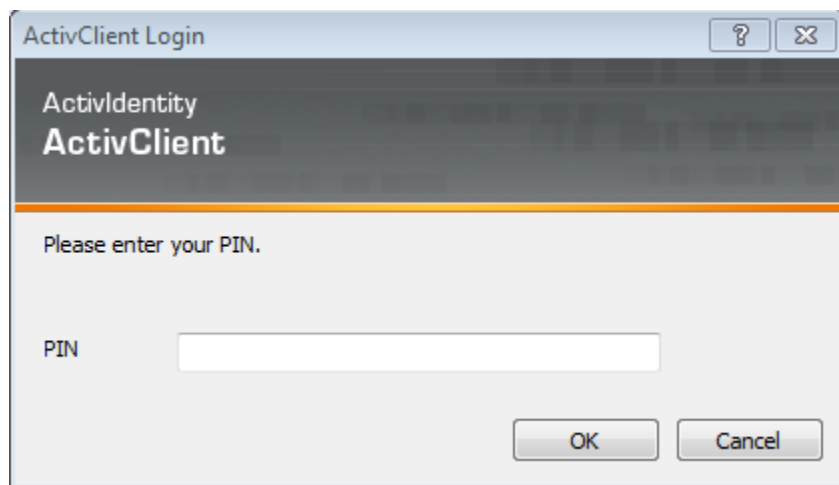 ActivClient Login
ActivIdentity
ActivClient
Please enter your PIN.
PIN
OK Cancel